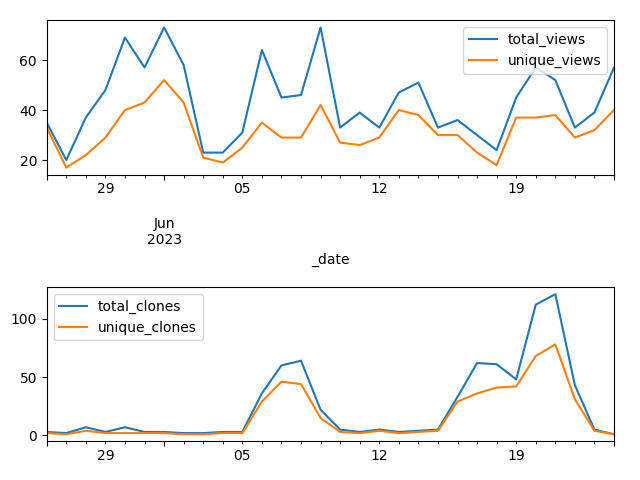 total_views
unique_views
60
40
20
29 05 12 19
Jun
2023
_date
total_clones
unique_clones
100
50
0
29 05 12 19